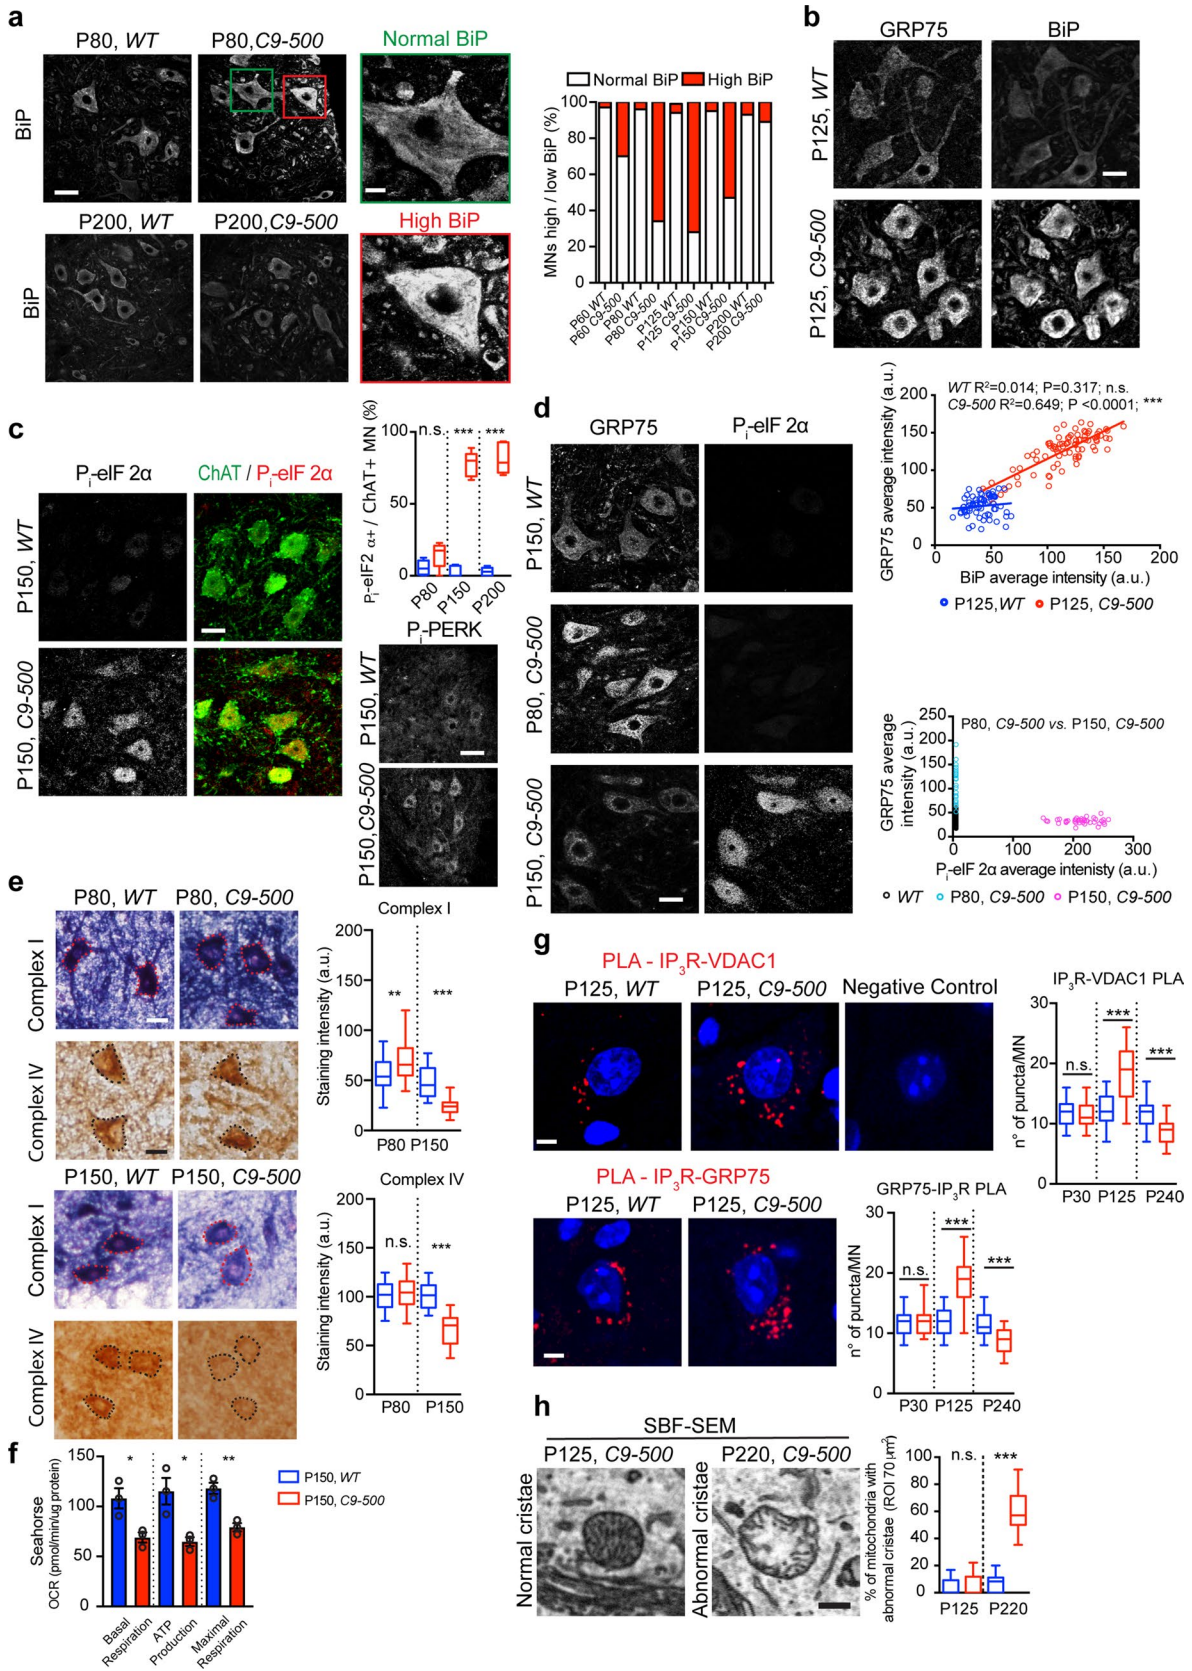 a
P80, WT
P80,C9-500
Normal BiP
BiP
P200, WT
P200,C9-500
High BiP
BiP
Normal BiP
High BiP
MNs high / low BiP (%)
100
80
60
40
20
0
P60 WT
P60 C9-500
P80 WT
P80 C9-500
P125 WT
P125 C9-500
P150 WT
P150 C9-500
P200 WT
P200 C9-500
b
GRP75
BiP
P125, WT
P125, C9-500
WT R²=0.014; P=0.317; n.s.
C9-500 R²=0.649; P <0.0001; ***
GRP75 average intensity (a.u.)
200
150
100
50
0
0
50
100
150
200
BiP average intensity (a.u.)
P125,WT
P125, C9-500
c
Pi-eIF 2α
ChAT / Pi-eIF 2α
P150, WT
P150, C9-500
Pi-eIF2 α+ / ChAT+ MN (%)
100
50
0
n.s.
***
***
P80
P150
P200
Pi-PERK
P150, WT
P150,C9-500
d
GRP75
Pi-eIF 2α
P150, WT
P80, C9-500
P150, C9-500
P80, C9-500 vs. P150, C9-500
GRP75 average
intensity (a.u.)
250
200
150
100
50
0
0
100
200
300
Pi-eIF 2α average intenisty (a.u.)
WT
P80, C9-500
P150, C9-500
e
P80, WT
P80, C9-500
Complex I
Complex IV
P150, WT
P150, C9-500
Complex I
Complex IV
Complex I
Staining intensity (a.u.)
200
150
100
50
0
**
***
P80
P150
Complex IV
Staining intensity (a.u.)
200
150
100
50
0
n.s.
***
P80
P150
f
Seahorse
OCR (pmol/min/ug protein)
150
100
50
0
*
*
**
Basal
Respiration
ATP
Production
Maximal
Respiration
P150, WT
P150, C9-500
g
PLA - IP3R-VDAC1
P125, WT
P125, C9-500
Negative Control
IP3R-VDAC1 PLA
n° of puncta/MN
30
20
10
0
n.s.
***
***
P30
P125
P240
PLA - IP3R-GRP75
P125, WT
P125, C9-500
GRP75-IP3R PLA
n° of puncta/MN
30
20
10
0
n.s.
***
***
P30
P125
P240
h
SBF-SEM
P125, C9-500
P220, C9-500
Normal cristae
Abnormal cristae
% of mitochondria with
abnormal cristae (ROI 70μm²)
100
80
60
40
20
0
n.s.
***
P125
P220